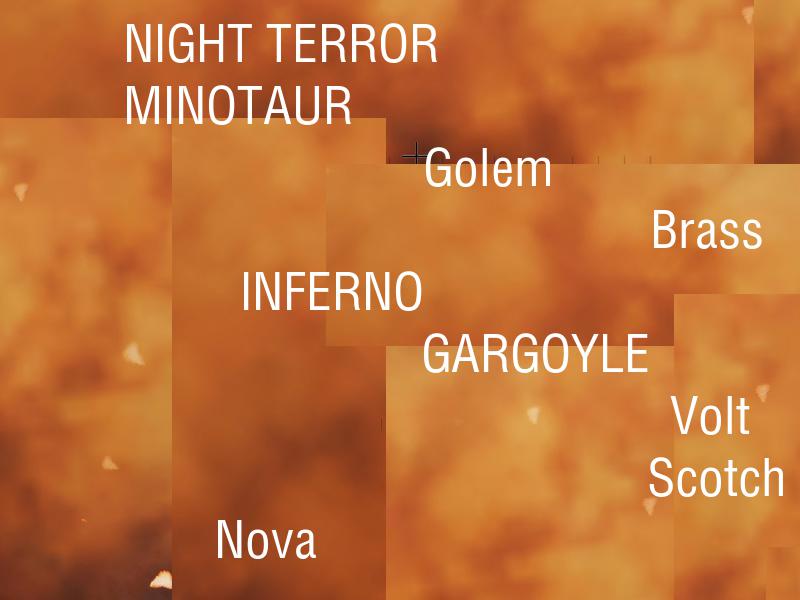 NIGHT TERROR
MINOTAUR
Golem
Brass
INFERNO
GARGOYLE
Volt
Scotch
Nova